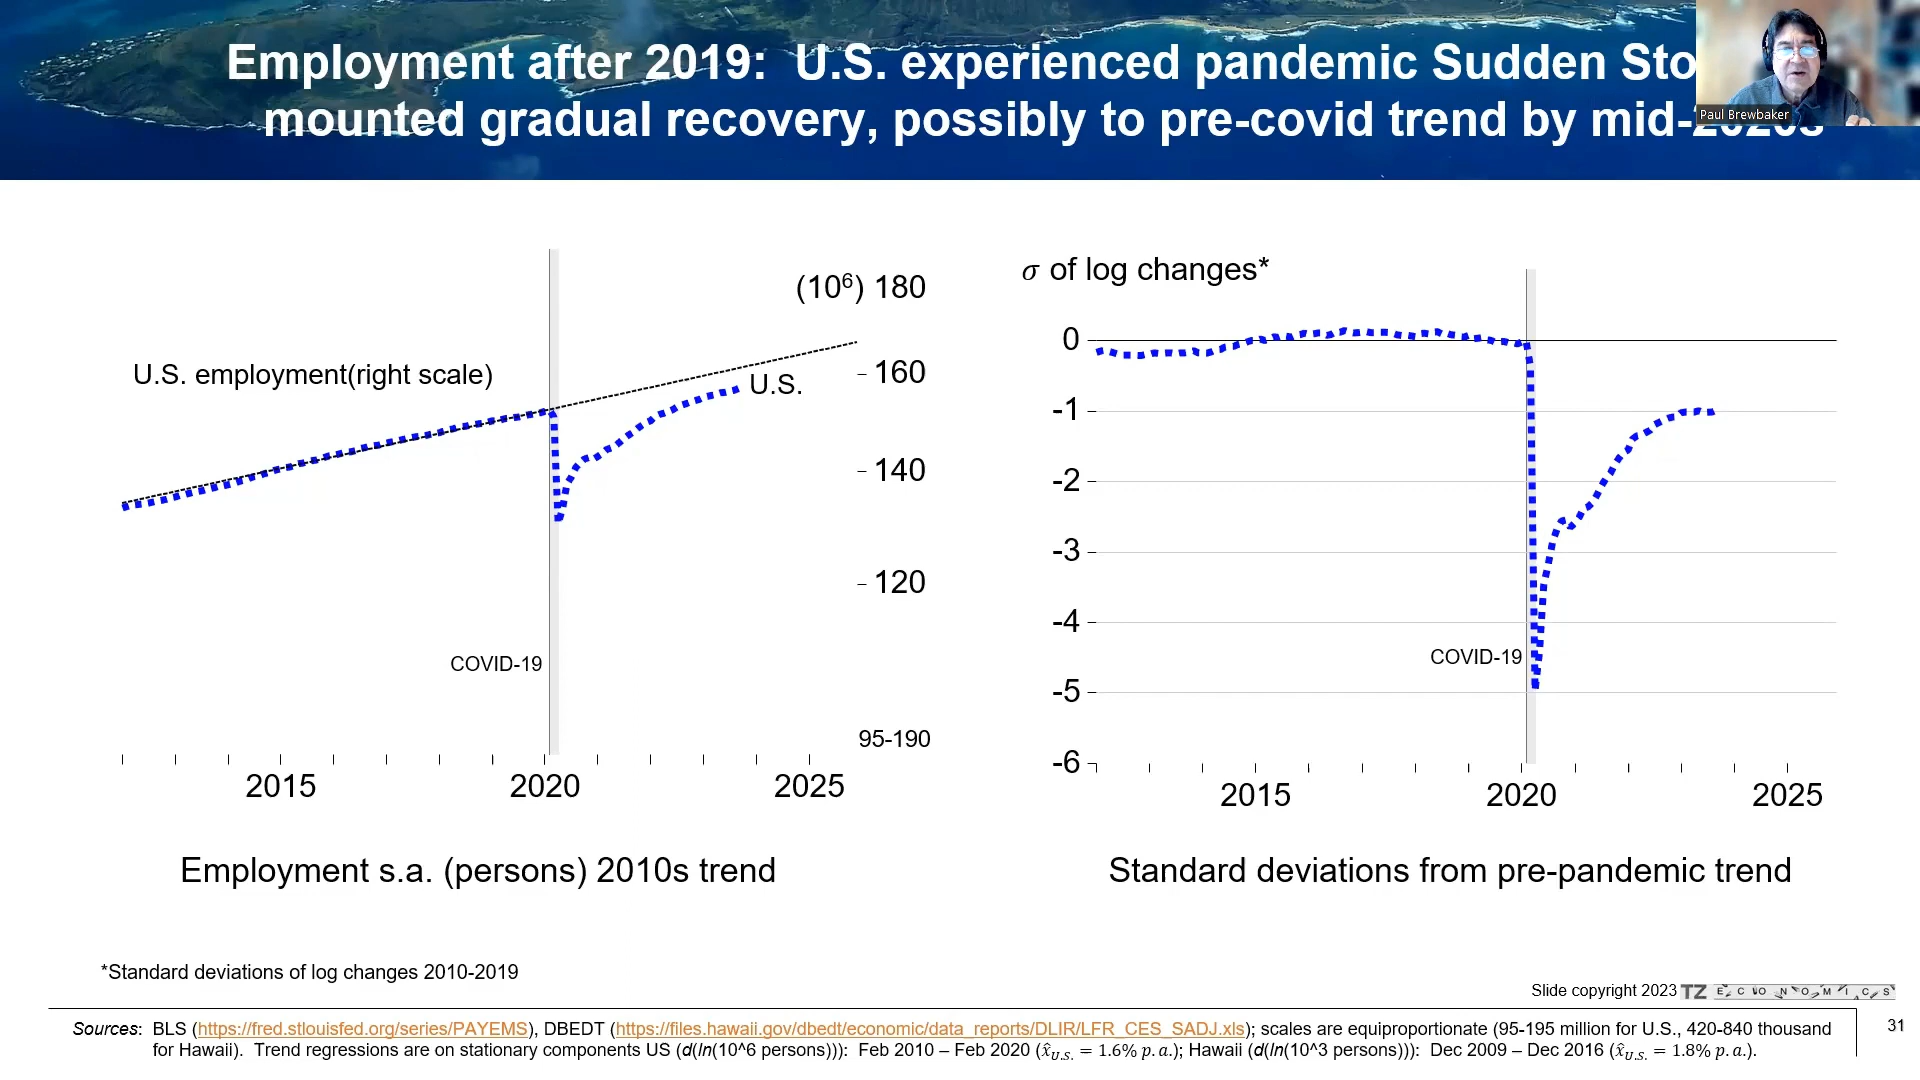 Employment after 2019: U.S. experienced pandemic Sudden Sto
mounted gradual recovery, possibly to pre-covid trend by mid-2020s
Paul Brewbaker
(10⁶) 180
U.S. employment(right scale)
160
U.S.
140
120
COVID-19
95-190
2015 2020 2025
Employment s.a. (persons) 2010s trend
σ of log changes*
0
-1
-2
-3
-4
COVID-19
-5
-6
2015 2020 2025
Standard deviations from pre-pandemic trend
*Standard deviations of log changes 2010-2019
Slide copyright 2023 TZ ECONOMICS
Sources: BLS (https://fred.stlouisfed.org/series/PAYEMS), DBEDT (https://files.hawaii.gov/dbedt/economic/data_reports/DLIR/LFR_CES_SADJ.xls); scales are equiproportionate (95-195 million for U.S., 420-840 thousand
for Hawaii). Trend regressions are on stationary components US (d(ln(10^6 persons))): Feb 2010 – Feb 2020 (x̂U.S. = 1.6% p.a.); Hawaii (d(ln(10^3 persons))): Dec 2009 – Dec 2016 (x̂U.S. = 1.8% p.a.).
31